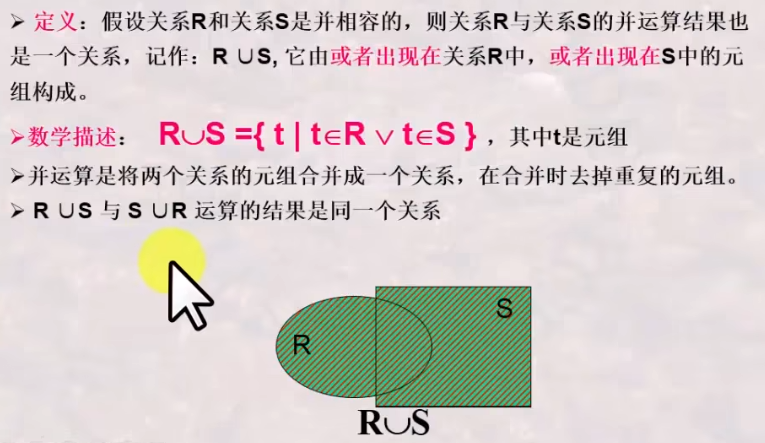 ➢ 定义：假设关系R和关系S是并相容的，则关系R与关系S的并运算结果也
是一个关系，记作：R ∪S, 它由或者出现在关系R中，或者出现在S中的元
组构成。
➢数学描述： R∪S ={ t | t∈R ∨ t∈S } ，其中t是元组
➢并运算是将两个关系的元组合并成一个关系，在合并时去掉重复的元组。
➢ R ∪S 与 S ∪R 运算的结果是同一个关系
S
R
R∪S